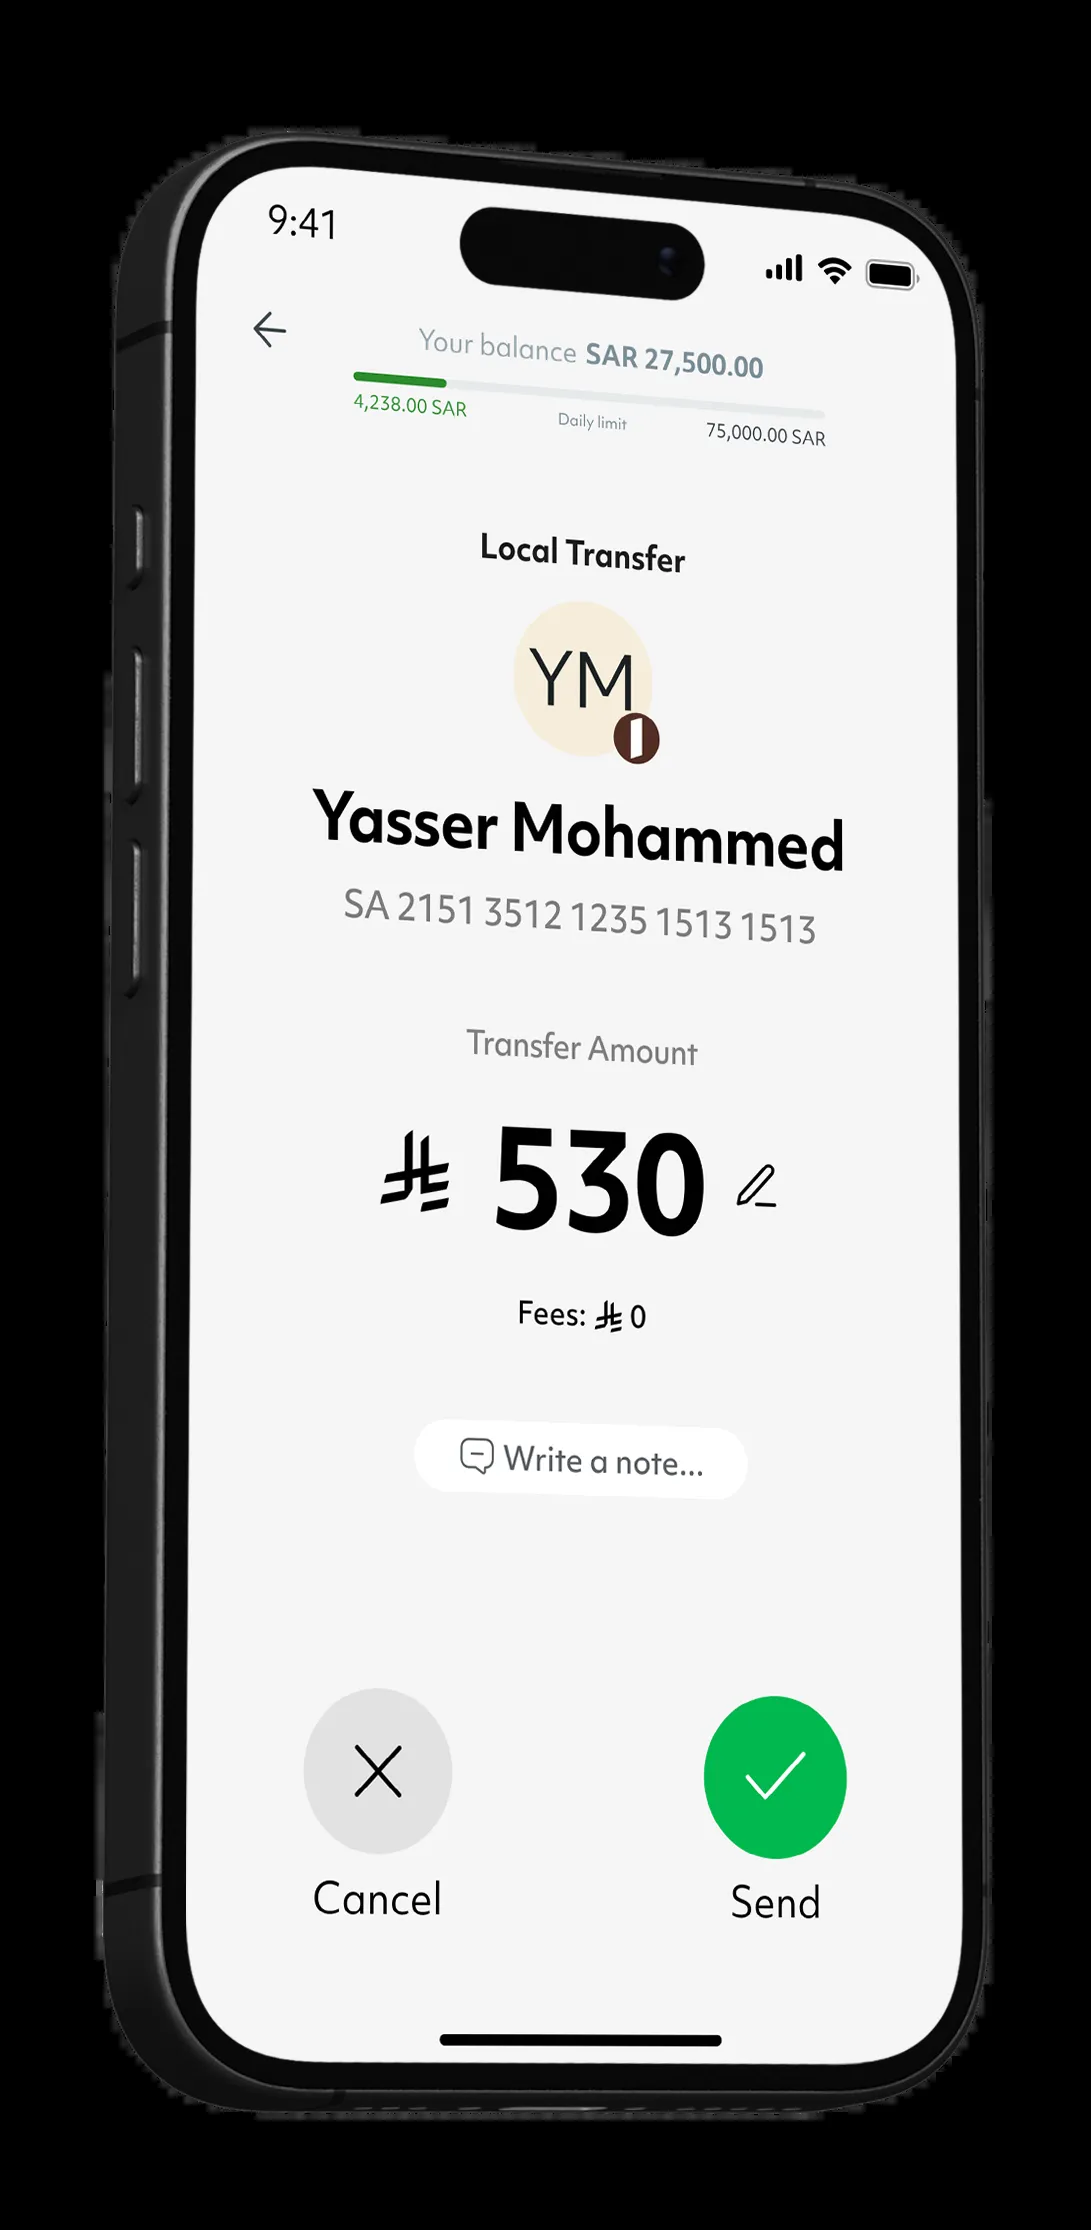 9:41
Your balance SAR 27,500.00
4,238.00 SAR Daily limit 75,000.00 SAR
Local Transfer
YM
Yasser Mohammed
SA 2151 3512 1235 1513 1513
Transfer Amount
⃁ 530
Fees: ⃁ 0
Write a note...
Cancel Send